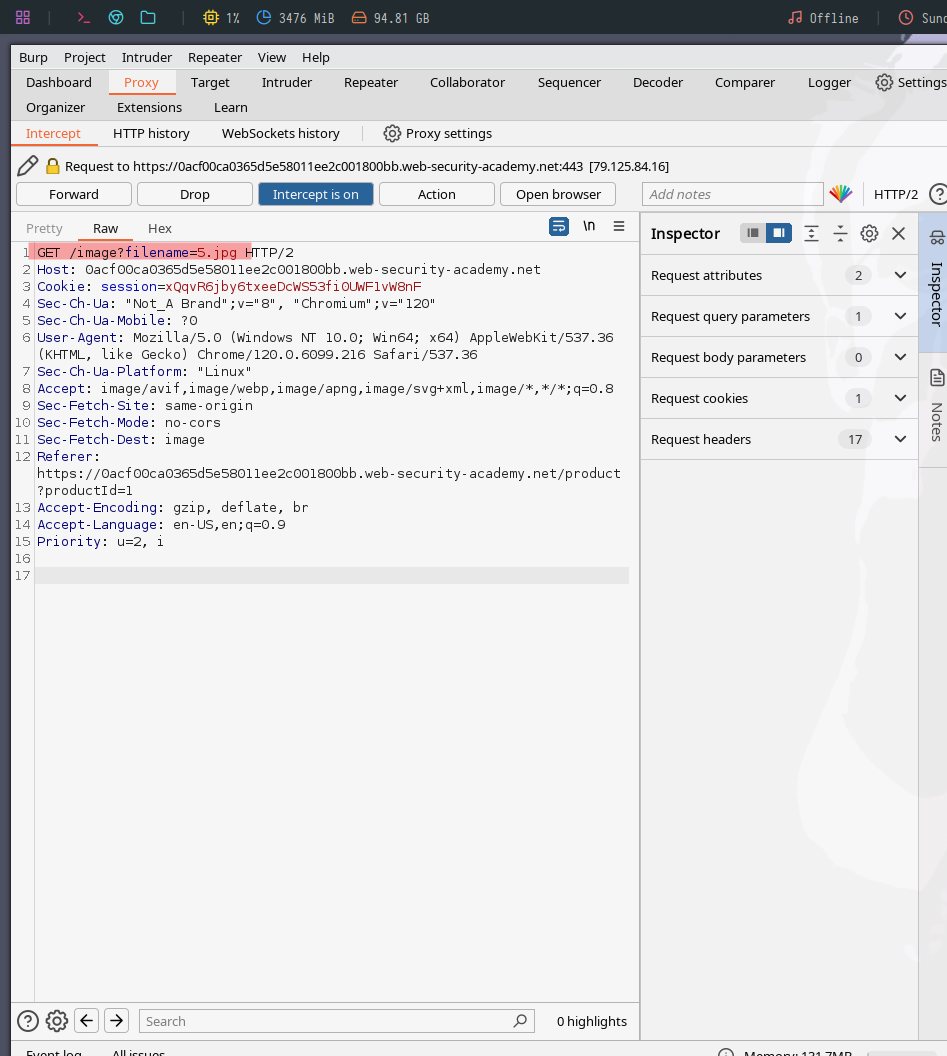 1% 3476 MiB 94.81 GB Offline
Burp Project Intruder Repeater View Help
Dashboard Proxy Target Intruder Repeater Collaborator Sequencer Decoder Comparer Logger Settings
Organizer Extensions Learn
Intercept HTTP history WebSockets history Proxy settings
Request to https://0acf00ca0365d5e58011ee2c001800bb.web-security-academy.net:443 [79.125.84.16]
Forward Drop Intercept is on Action Open browser Add notes HTTP/2
Pretty Raw Hex \n
Inspector
1 GET /image?filename=5.jpg HTTP/2
2 Host: 0acf00ca0365d5e58011ee2c001800bb.web-security-academy.net
3 Cookie: session=xQqvR6jby6txeeDcWS53fi0UWF1vW8nF
4 Sec-Ch-Ua: "Not_A Brand";v="8", "Chromium";v="120"
5 Sec-Ch-Ua-Mobile: ?0
6 User-Agent: Mozilla/5.0 (Windows NT 10.0; Win64; x64) AppleWebKit/537.36
(KHTML, like Gecko) Chrome/120.0.6099.216 Safari/537.36
7 Sec-Ch-Ua-Platform: "Linux"
8 Accept: image/avif,image/webp,image/apng,image/svg+xml,image/*,*/*;q=0.8
9 Sec-Fetch-Site: same-origin
10 Sec-Fetch-Mode: no-cors
11 Sec-Fetch-Dest: image
12 Referer:
https://0acf00ca0365d5e58011ee2c001800bb.web-security-academy.net/product
?productId=1
13 Accept-Encoding: gzip, deflate, br
14 Accept-Language: en-US,en;q=0.9
15 Priority: u=2, i
16
17
Request attributes 2
Request query parameters 1
Request body parameters 0
Request cookies 1
Request headers 17
Inspector
Notes
Search 0 highlights
Event log All issues Memory: 131.7MB